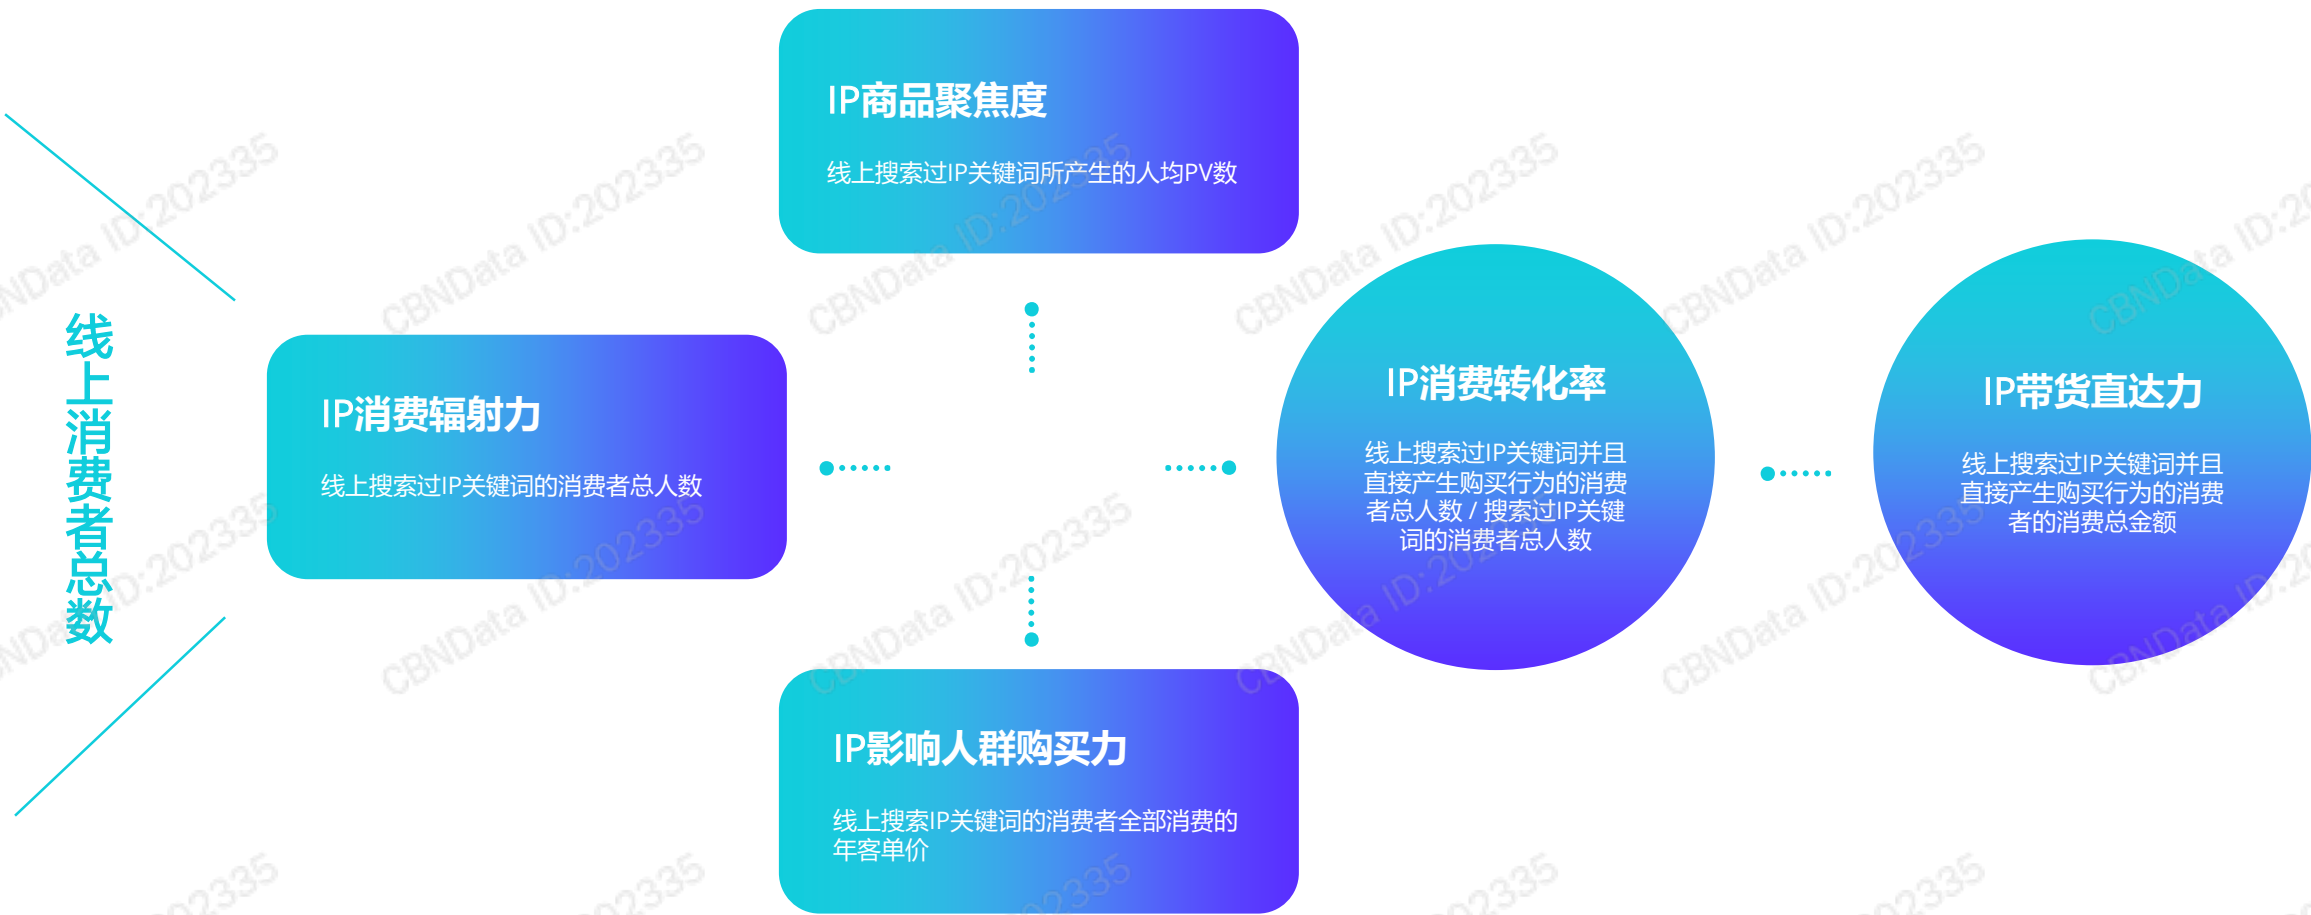 线上消费者总数
IP消费辐射力
线上搜索过IP关键词的消费者总人数
IP商品聚焦度
线上搜索过IP关键词所产生的人均PV数
IP影响人群购买力
线上搜索IP关键词的消费者全部消费的
年客单价
IP消费转化率
线上搜索过IP关键词并且
直接产生购买行为的消费
者总人数 / 搜索过IP关键
词的消费者总人数
IP带货直达力
线上搜索过IP关键词并且
直接产生购买行为的消费
者的消费总金额
CBNData ID:202335